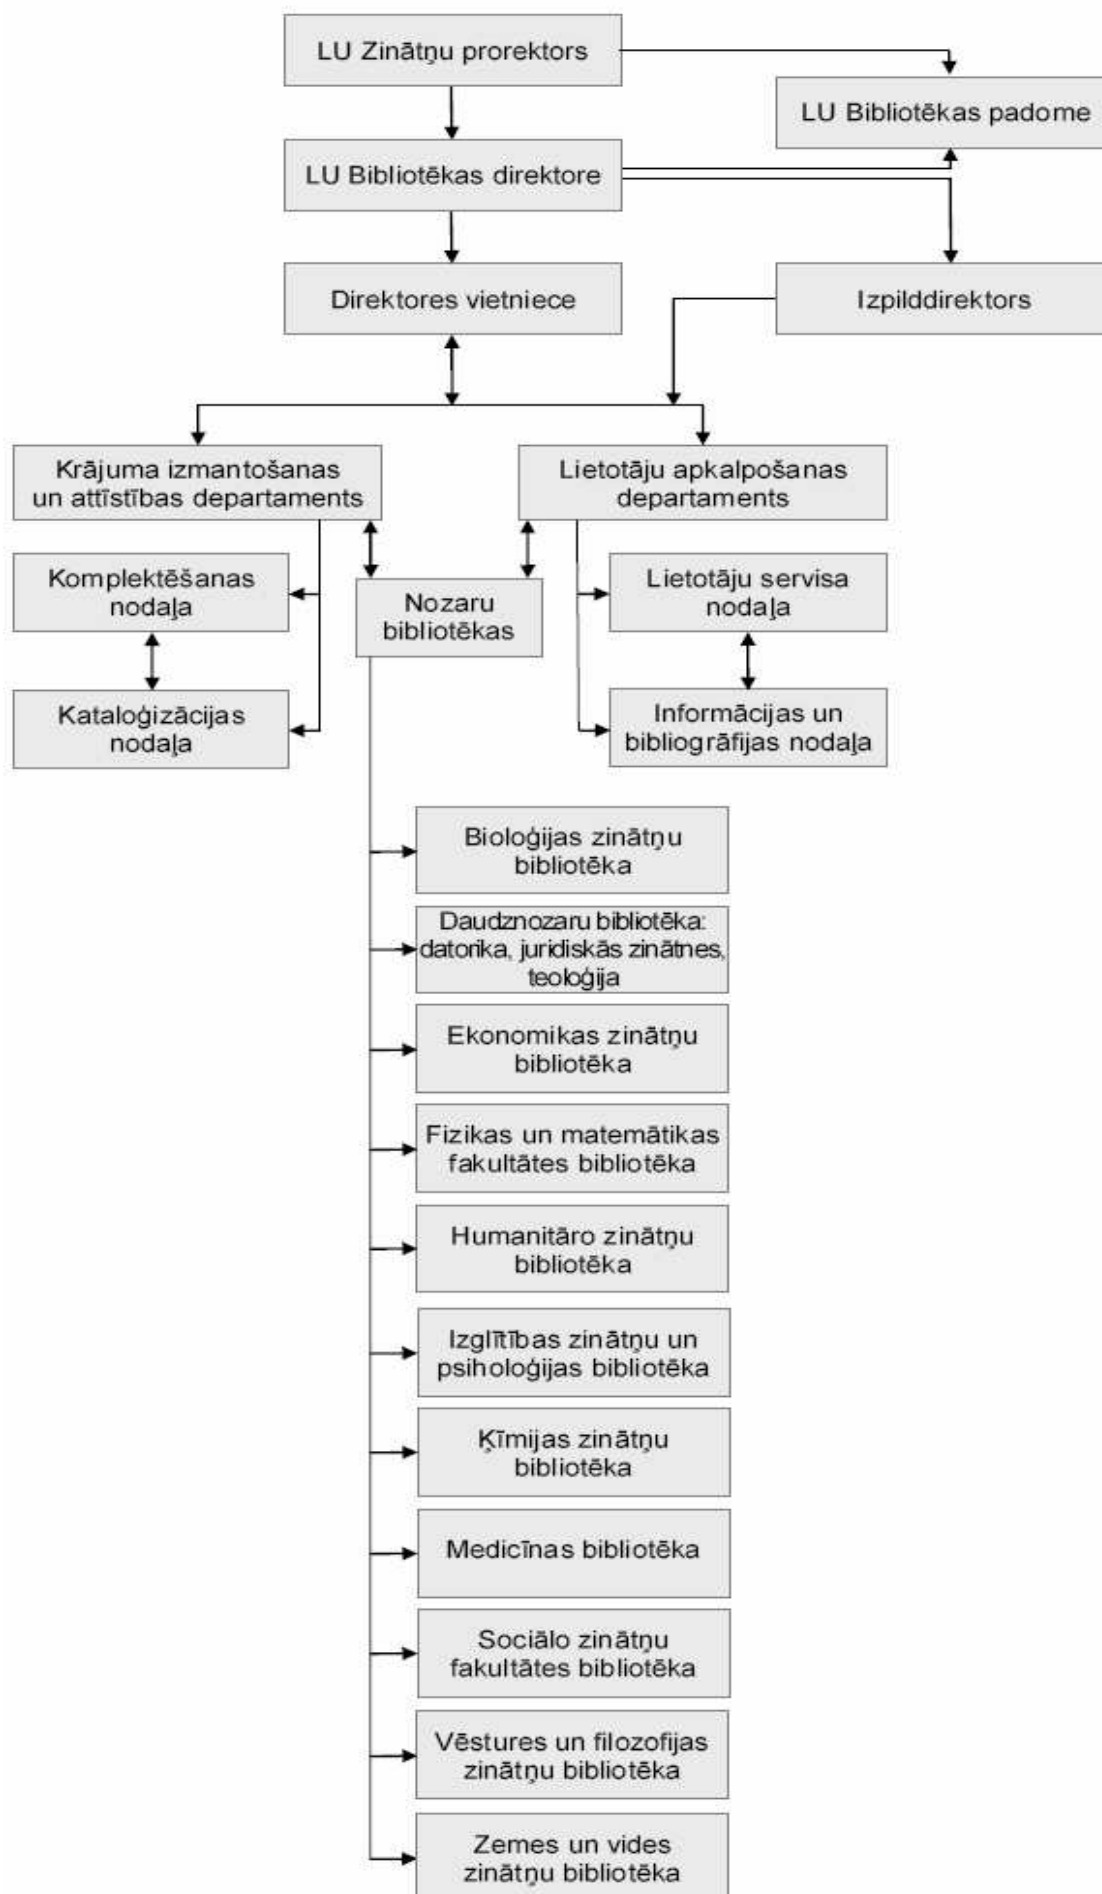 LU Zinātņu prorektors
LU Bibliotēkas padome
LU Bibliotēkas direktore
Direktores vietniece
Izpilddirektors
Krājuma izmantošanas
un attīstības departaments
Lietotāju apkalpošanas
departaments
Komplektēšanas
nodaļa
Nozaru
bibliotēkas
Lietotāju servisa
nodaļa
Kataloģizācijas
nodaļa
Informācijas un
bibliogrāfijas nodaļa
Bioloģijas zinātņu
bibliotēka
Daudznozaru bibliotēka:
datorika, juridiskās zinātnes,
teoloģija
Ekonomikas zinātņu
bibliotēka
Fizikas un matemātikas
fakultātes bibliotēka
Humanitāro zinātņu
bibliotēka
Izglītības zinātņu un
psiholoģijas bibliotēka
Ķīmijas zinātņu
bibliotēka
Medicīnas bibliotēka
Sociālo zinātņu
fakultātes bibliotēka
Vēstures un filozofijas
zinātņu bibliotēka
Zemes un vides
zinātņu bibliotēka